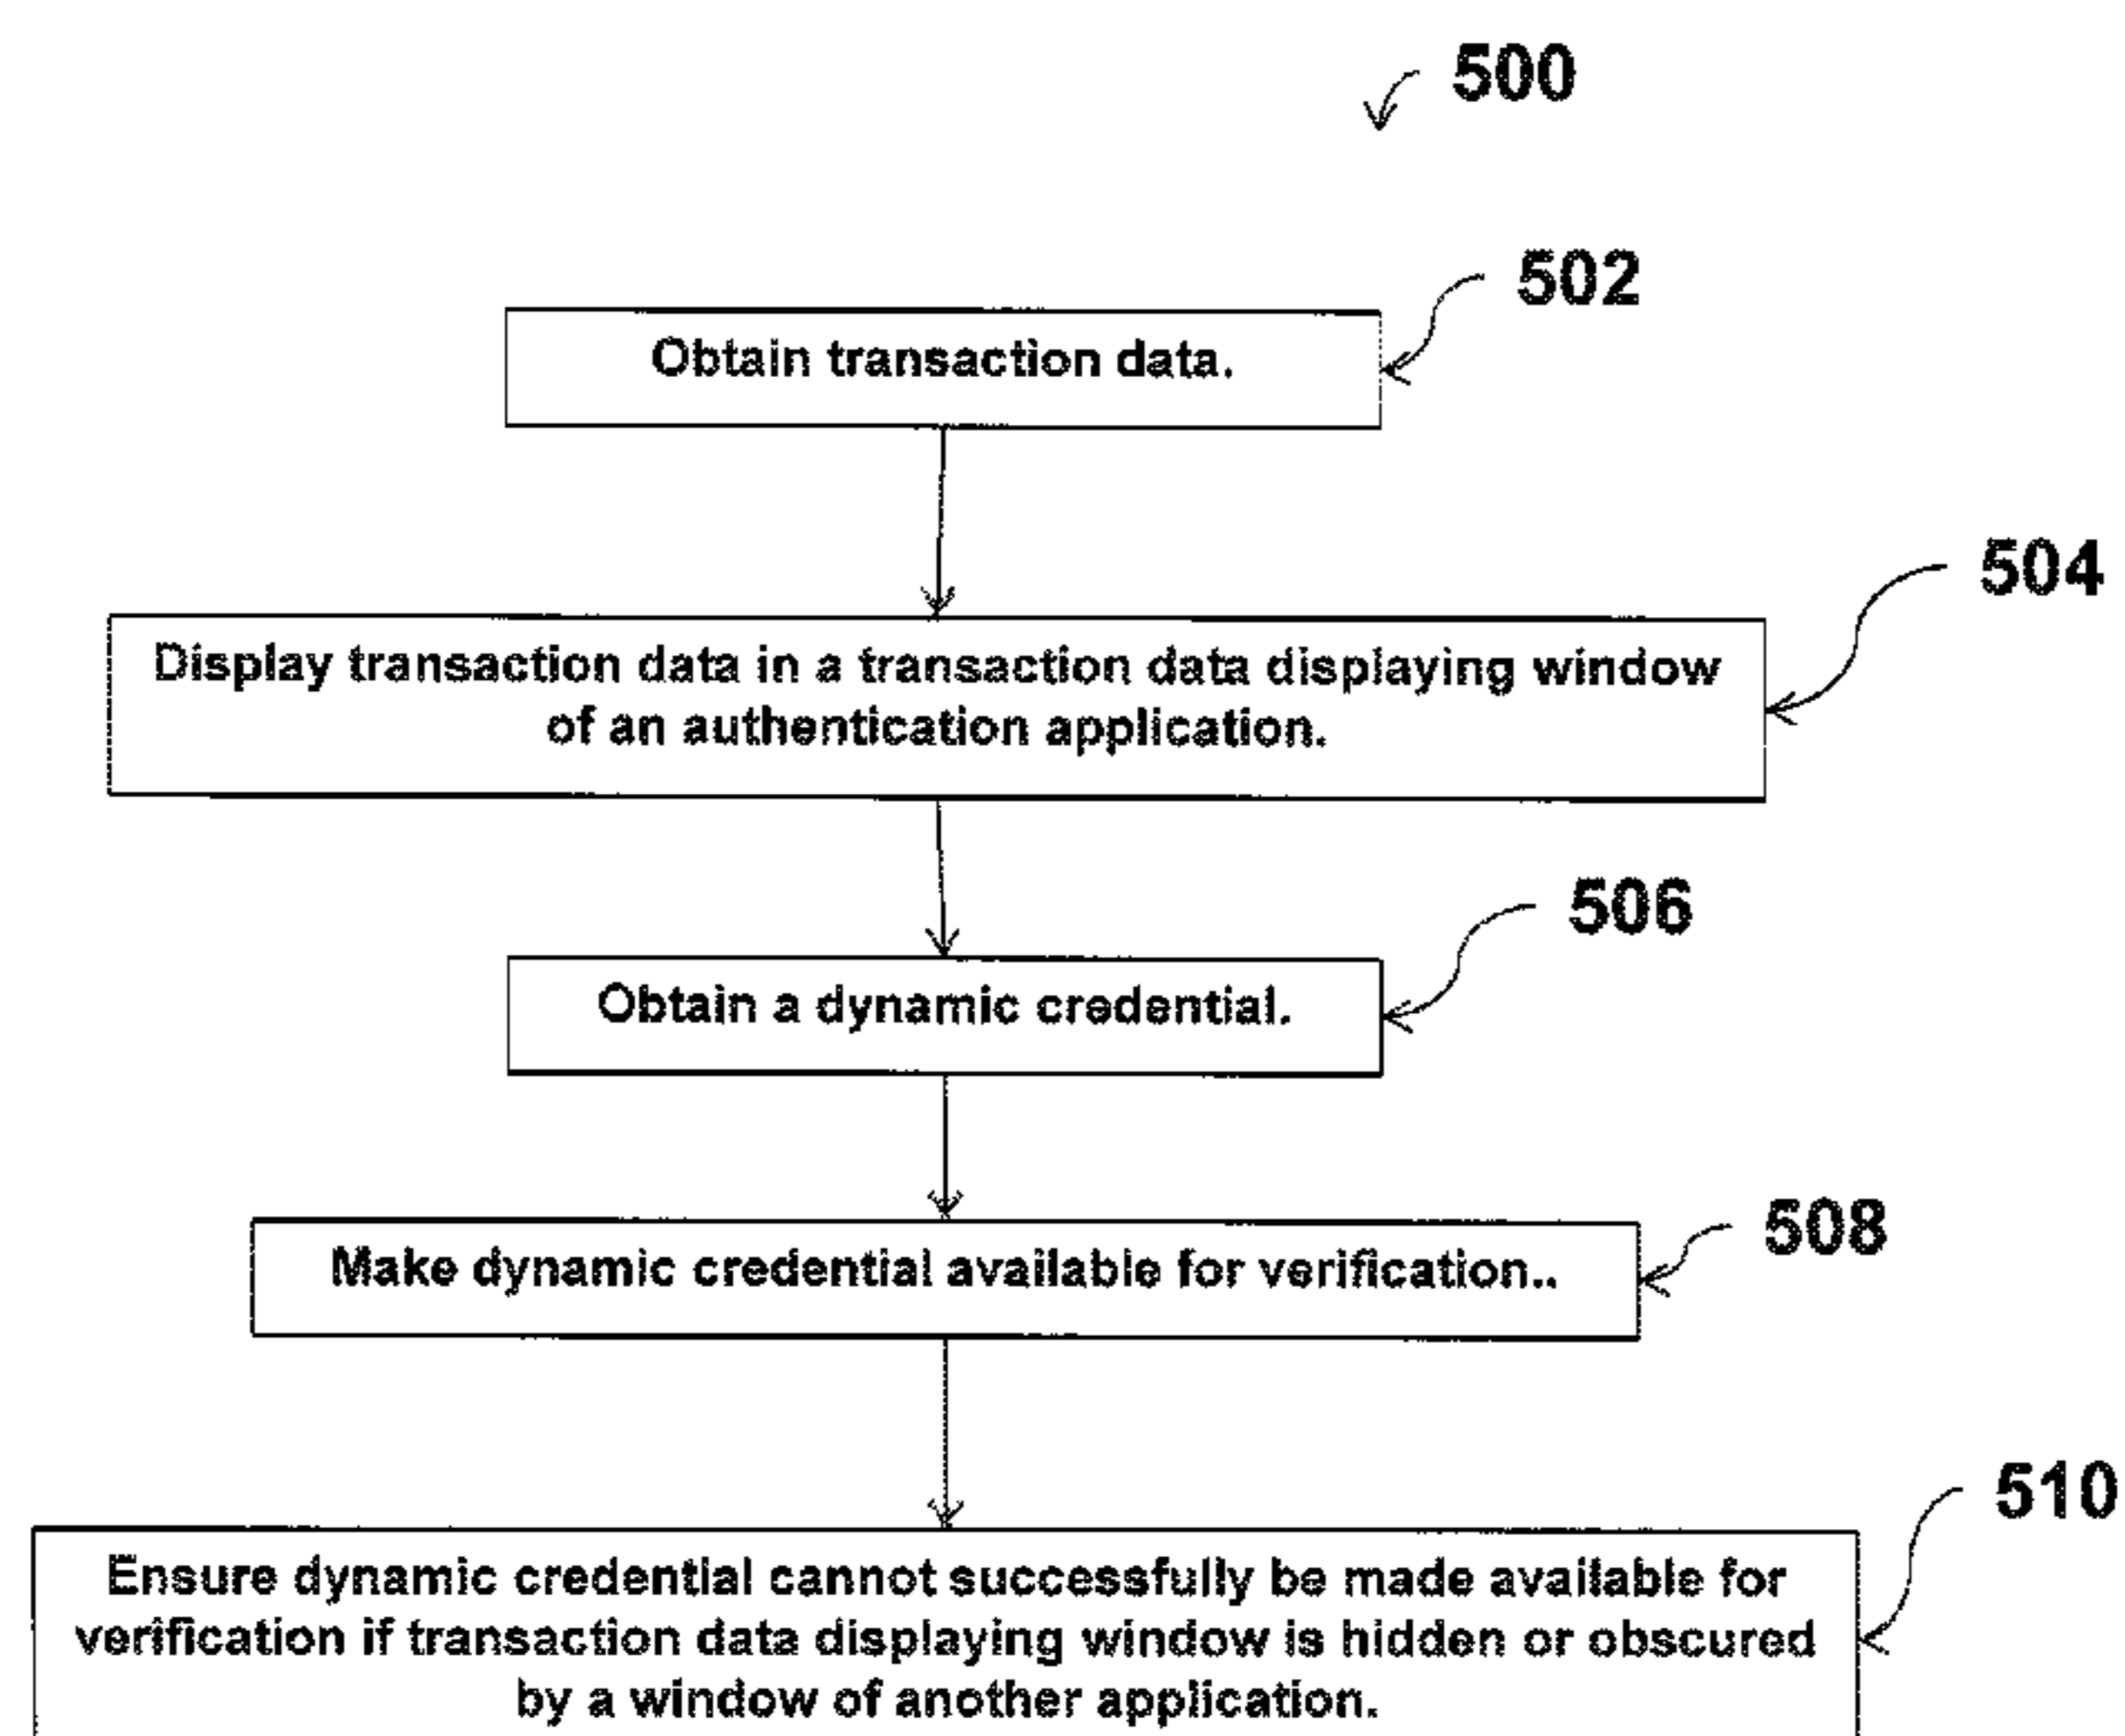 500
502
Obtain transaction data.
504
Display transaction data in a transaction data displaying window
of an authentication application.
506
Obtain a dynamic credential.
508
Make dynamic credential available for verification..
510
Ensure dynamic credential cannot successfully be made available for
verification if transaction data displaying window is hidden or obscured
by a window of another application.